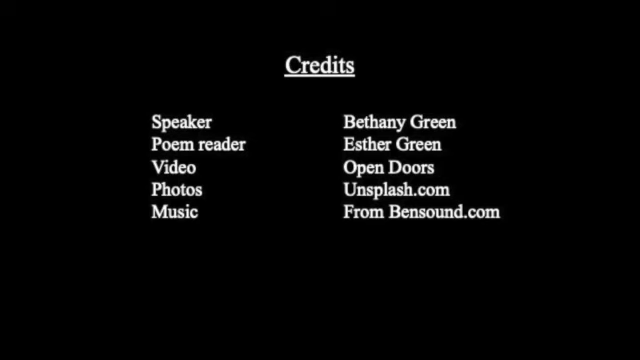 Credits
Speaker Bethany Green
Poem reader Esther Green
Video Open Doors
Photos Unsplash.com
Music From Bensound.com